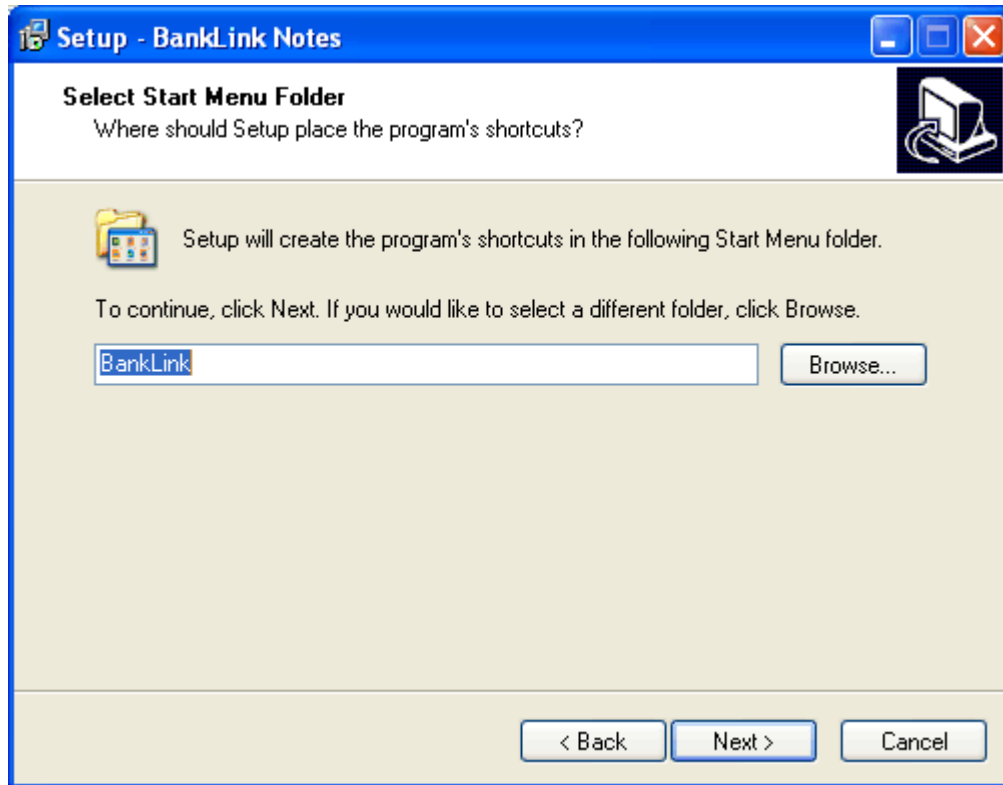 Setup - BankLink Notes
Select Start Menu Folder
Where should Setup place the program's shortcuts?
Setup will create the program's shortcuts in the following Start Menu folder.
To continue, click Next. If you would like to select a different folder, click Browse.
BankLink
Browse...
< Back
Next >
Cancel